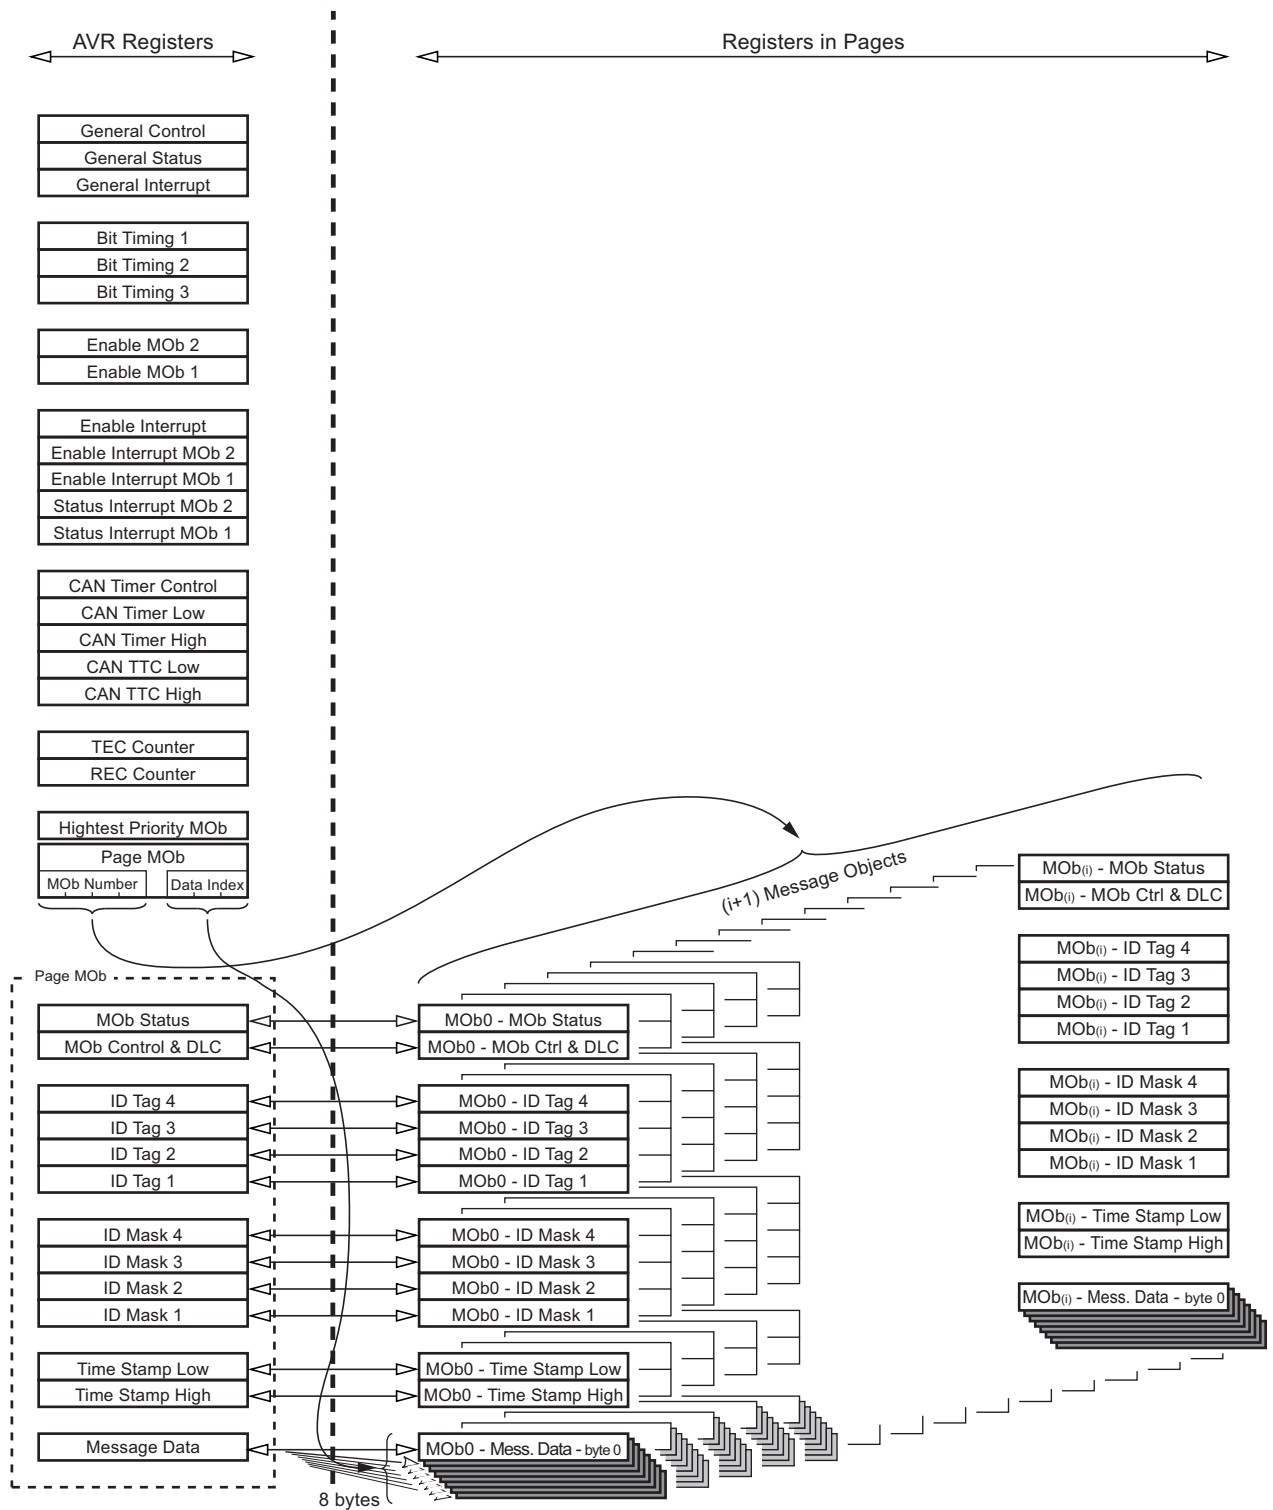 AVR Registers
Registers in Pages
General Control
General Status
General Interrupt
Bit Timing 1
Bit Timing 2
Bit Timing 3
Enable MOb 2
Enable MOb 1
Enable Interrupt
Enable Interrupt MOb 2
Enable Interrupt MOb 1
Status Interrupt MOb 2
Status Interrupt MOb 1
CAN Timer Control
CAN Timer Low
CAN Timer High
CAN TTC Low
CAN TTC High
TEC Counter
REC Counter
Hightest Priority MOb
Page MOb
MOb Number
Data Index
Page MOb
MOb Status
MOb Control & DLC
ID Tag 4
ID Tag 3
ID Tag 2
ID Tag 1
ID Mask 4
ID Mask 3
ID Mask 2
ID Mask 1
Time Stamp Low
Time Stamp High
Message Data
8 bytes
(i+1) Message Objects
MOb0 - MOb Status
MOb0 - MOb Ctrl & DLC
MOb0 - ID Tag 4
MOb0 - ID Tag 3
MOb0 - ID Tag 2
MOb0 - ID Tag 1
MOb0 - ID Mask 4
MOb0 - ID Mask 3
MOb0 - ID Mask 2
MOb0 - ID Mask 1
MOb0 - Time Stamp Low
MOb0 - Time Stamp High
MOb0 - Mess. Data - byte 0
MOb(i) - MOb Status
MOb(i) - MOb Ctrl & DLC
MOb(i) - ID Tag 4
MOb(i) - ID Tag 3
MOb(i) - ID Tag 2
MOb(i) - ID Tag 1
MOb(i) - ID Mask 4
MOb(i) - ID Mask 3
MOb(i) - ID Mask 2
MOb(i) - ID Mask 1
MOb(i) - Time Stamp Low
MOb(i) - Time Stamp High
MOb(i) - Mess. Data - byte 0